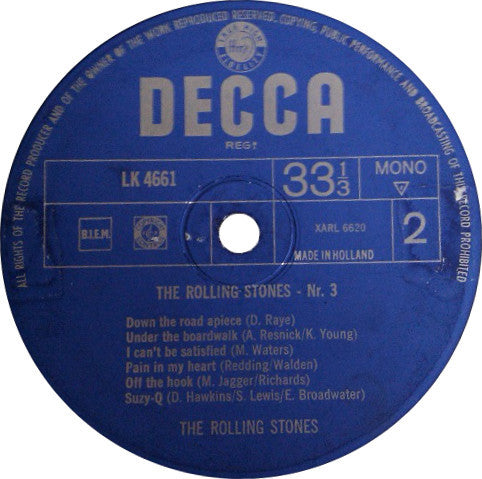 ALL RIGHTS OF THE RECORD PRODUCER AND OF THE OWNER OF THE WORK REPRODUCED RESERVED. COPYING, PUBLIC PERFORMANCE AND BROADCASTING OF THIS RECORD PROHIBITED
DECCA
REGT
LK 4661
33 1/3
MONO
B.I.E.M.
XARL 6620
2
MADE IN HOLLAND
THE ROLLING STONES - Nr. 3
Down the road apiece (D. Raye)
Under the boardwalk (A. Resnick/K. Young)
I can't be satisfied (M. Waters)
Pain in my heart (Redding/Walden)
Off the hook (M. Jagger/Richards)
Suzy-Q (D. Hawkins/S. Lewis/E. Broadwater)
THE ROLLING STONES